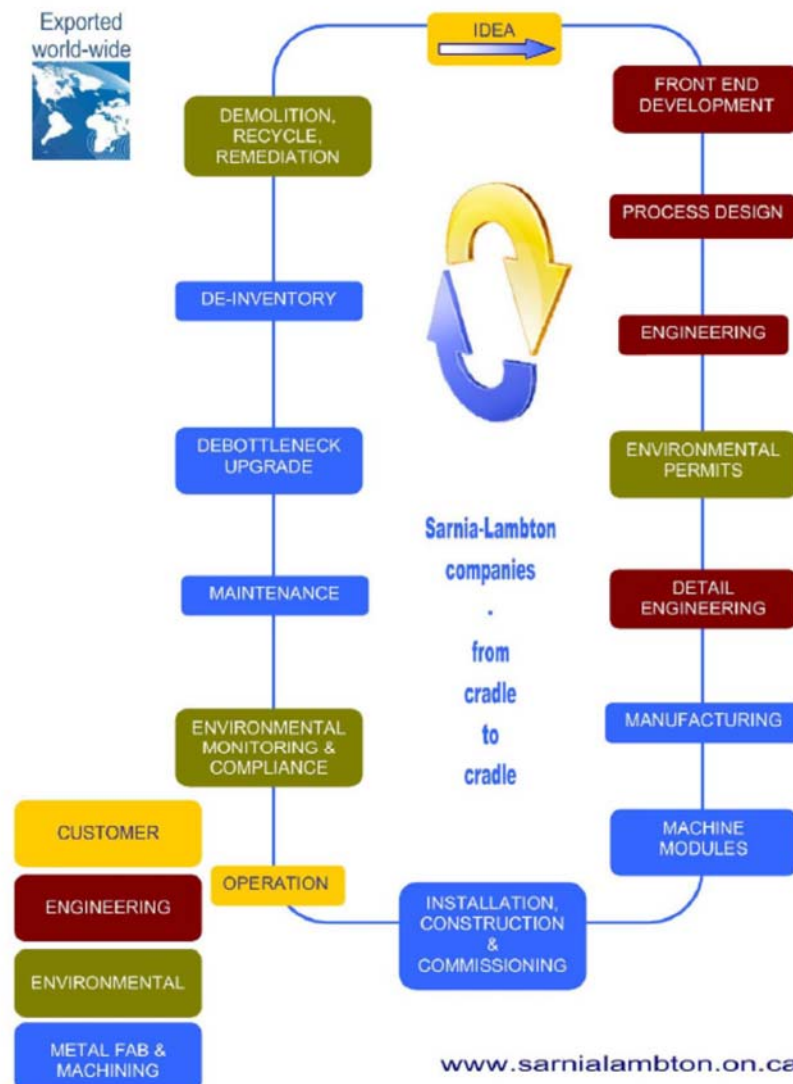 Exported
world-wide
IDEA
FRONT END
DEVELOPMENT
PROCESS DESIGN
ENGINEERING
ENVIRONMENTAL
PERMITS
DETAIL
ENGINEERING
MANUFACTURING
MACHINE
MODULES
INSTALLATION,
CONSTRUCTION
&
COMMISSIONING
OPERATION
ENVIRONMENTAL
MONITORING &
COMPLIANCE
MAINTENANCE
DEBOTTLENECK
UPGRADE
DE-INVENTORY
DEMOLITION,
RECYCLE,
REMEDIATION
Sarnia-Lambton
companies
-
from
cradle
to
cradle
CUSTOMER
ENGINEERING
ENVIRONMENTAL
METAL FAB &
MACHINING
www.sarnialambton.on.ca